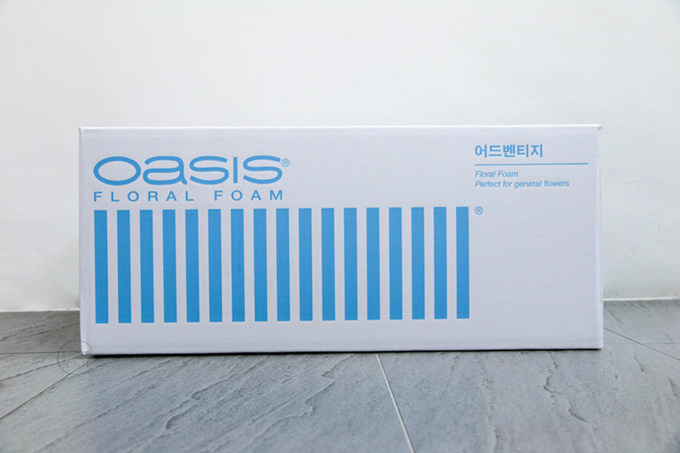 oasis®
FLORAL FOAM
®
어드벤티지
Floral Foam
Perfect for general flowers